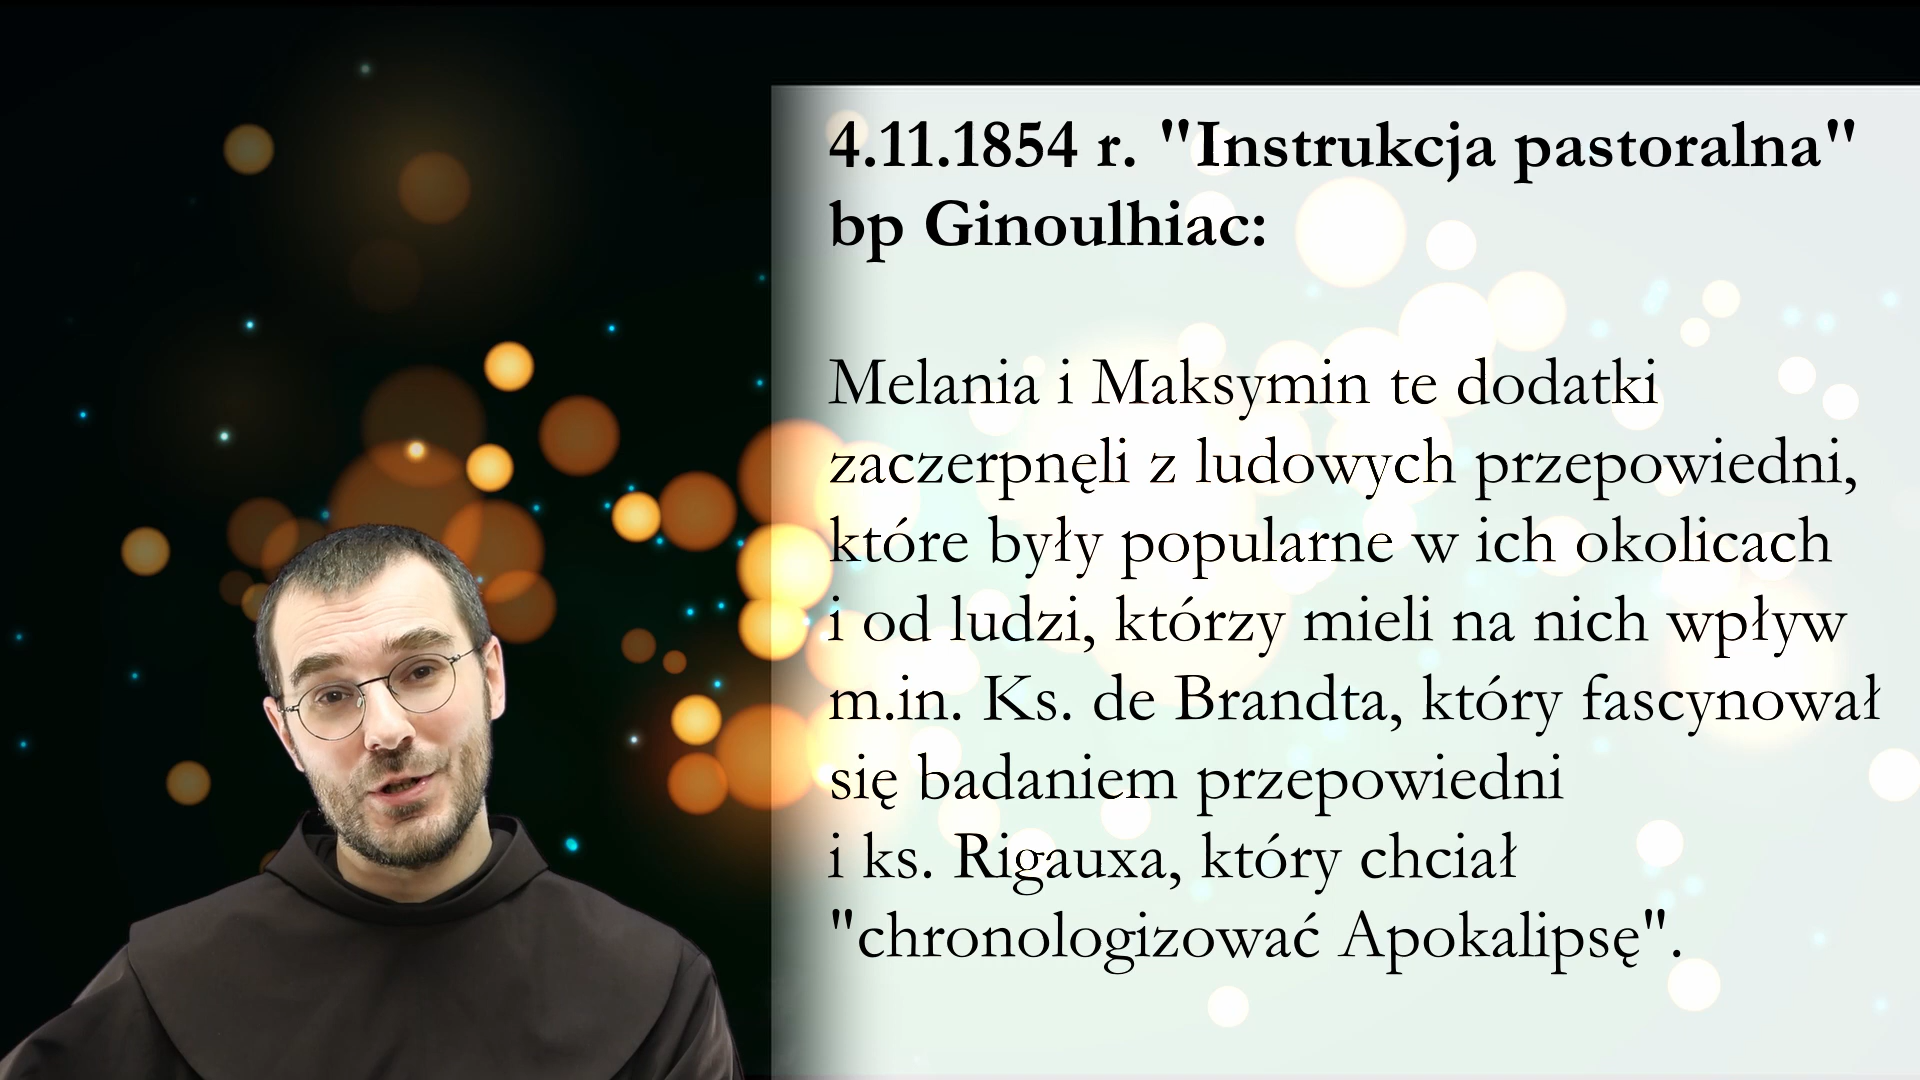 4.11.1854 r. "Instrukcja pastoralna"
bp Ginoulhiac:
Melania i Maksymin te dodatki
zaczerpnęli z ludowych przepowiedni,
które były popularne w ich okolicach
i od ludzi, którzy mieli na nich wpływ
m.in. Ks. de Brandta, który fascynował
się badaniem przepowiedni
i ks. Rigauxa, który chciał
"chronologizować Apokalipsę".